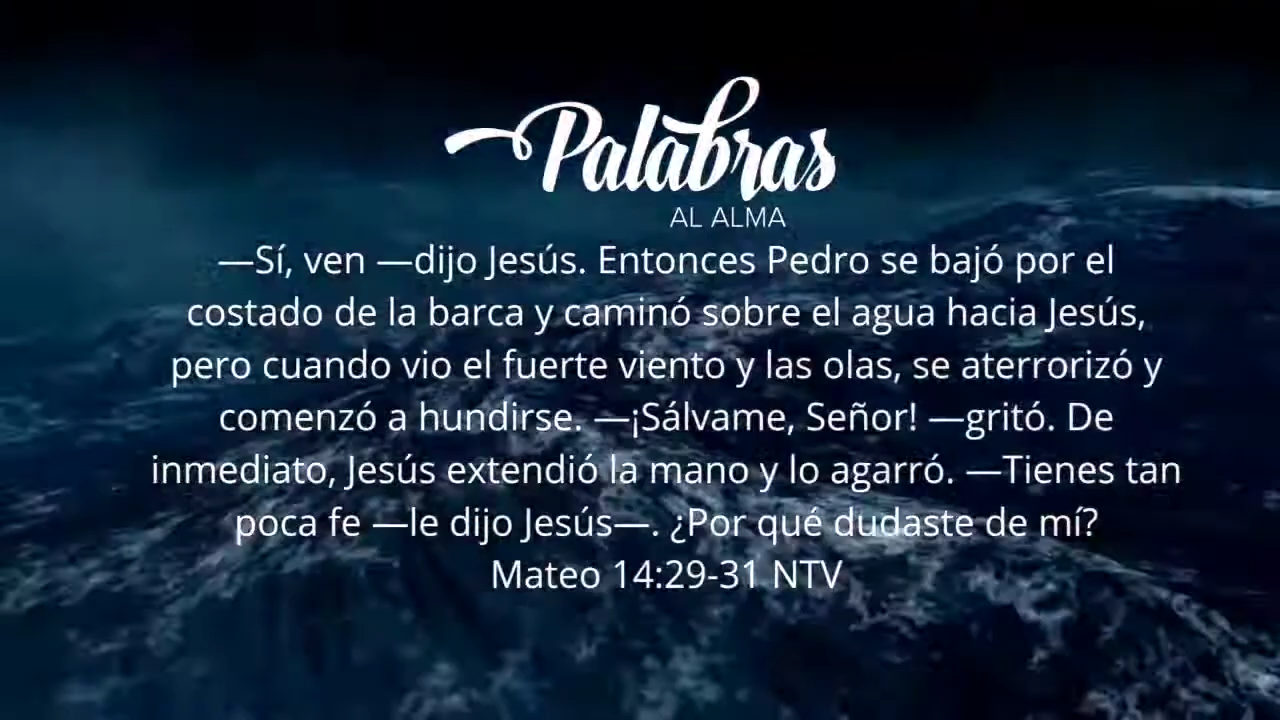 Palabras
AL ALMA
—Sí, ven —dijo Jesús. Entonces Pedro se bajó por el
costado de la barca y caminó sobre el agua hacia Jesús,
pero cuando vio el fuerte viento y las olas, se aterrorizó y
comenzó a hundirse. —¡Sálvame, Señor! —gritó. De
inmediato, Jesús extendió la mano y lo agarró. —Tienes tan
poca fe —le dijo Jesús—. ¿Por qué dudaste de mí?
Mateo 14:29-31 NTV